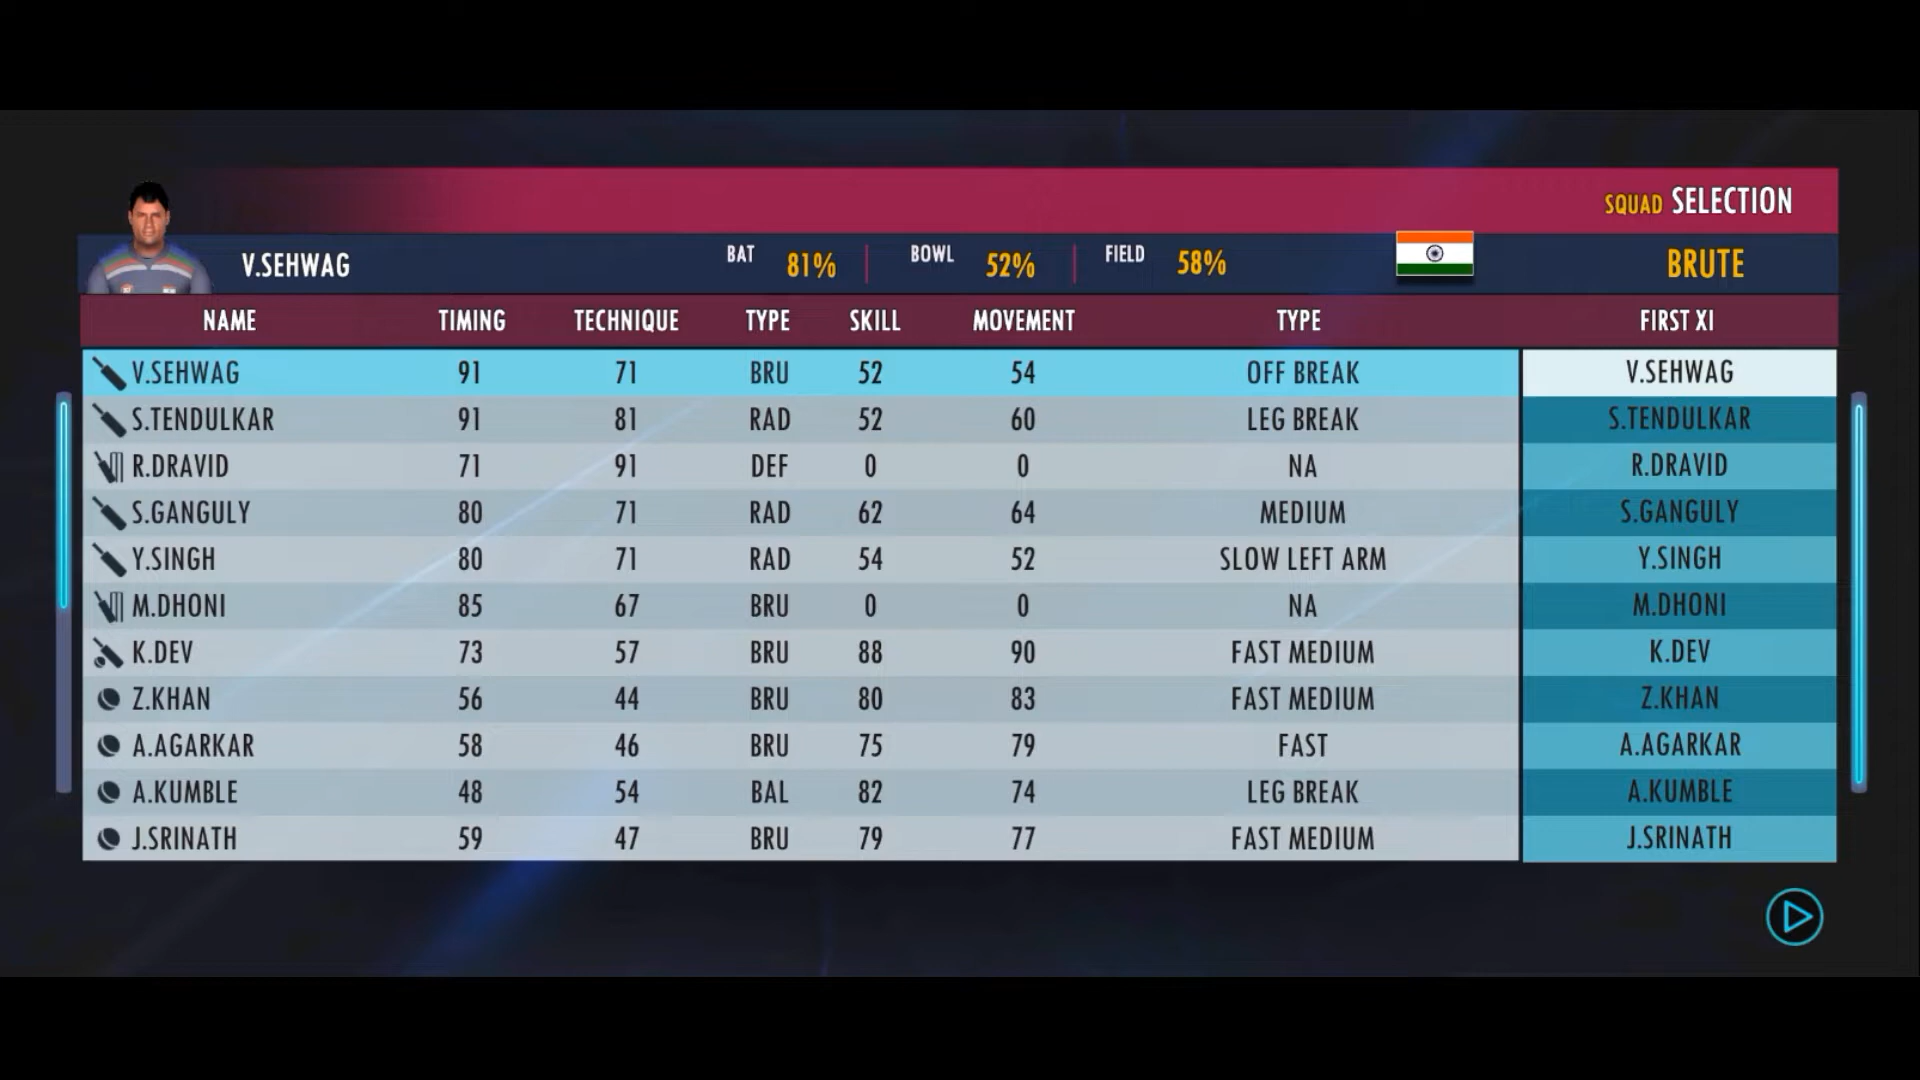 SQUAD SELECTION
V.SEHWAG BAT 81% BOWL 52% FIELD 58% BRUTE
NAME TIMING TECHNIQUE TYPE SKILL MOVEMENT TYPE FIRST XI
V.SEHWAG 91 71 BRU 52 54 OFF BREAK V.SEHWAG
S.TENDULKAR 91 81 RAD 52 60 LEG BREAK S.TENDULKAR
R.DRAVID 71 91 DEF 0 0 NA R.DRAVID
S.GANGULY 80 71 RAD 62 64 MEDIUM S.GANGULY
Y.SINGH 80 71 RAD 54 52 SLOW LEFT ARM Y.SINGH
M.DHONI 85 67 BRU 0 0 NA M.DHONI
K.DEV 73 57 BRU 88 90 FAST MEDIUM K.DEV
Z.KHAN 56 44 BRU 80 83 FAST MEDIUM Z.KHAN
A.AGARKAR 58 46 BRU 75 79 FAST A.AGARKAR
A.KUMBLE 48 54 BAL 82 74 LEG BREAK A.KUMBLE
J.SRINATH 59 47 BRU 79 77 FAST MEDIUM J.SRINATH